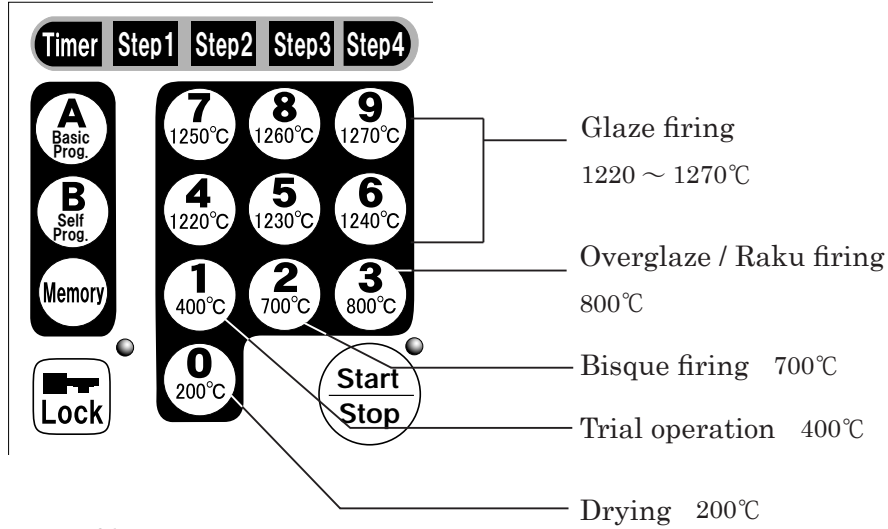 Timer Step1 Step2 Step3 Step4
A
Basic
Prog.
7
1250℃
8
1260℃
9
1270℃
Glaze firing
1220 ～ 1270℃
B
Self
Prog.
4
1220℃
5
1230℃
6
1240℃
Memory
1
400℃
2
700℃
3
800℃
Overglaze / Raku firing
800℃
Lock
0
200℃
Start
Stop
Bisque firing 700℃
Trial operation 400℃
Drying 200℃